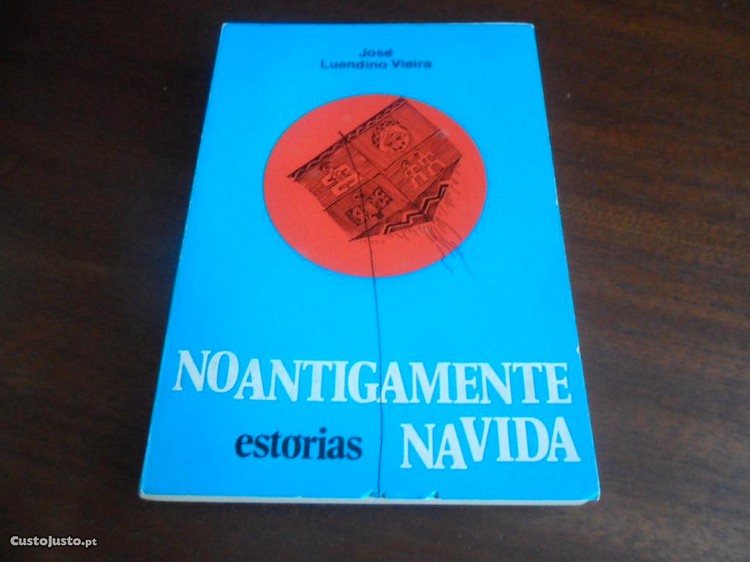 José
Luandino Vieira
NOANTIGAMENTE
estórias NAVIDA
CustoJusto.pt